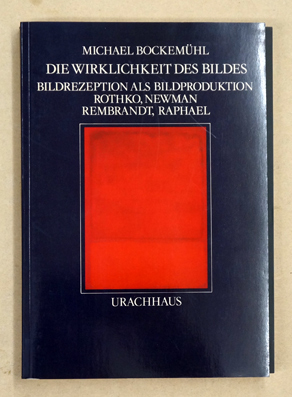 MICHAEL BOCKEMÜHL
DIE WIRKLICHKEIT DES BILDES
BILDREZEPTION ALS BILDPRODUKTION
ROTHKO, NEWMAN
REMBRANDT, RAPHAEL
URACHHAUS